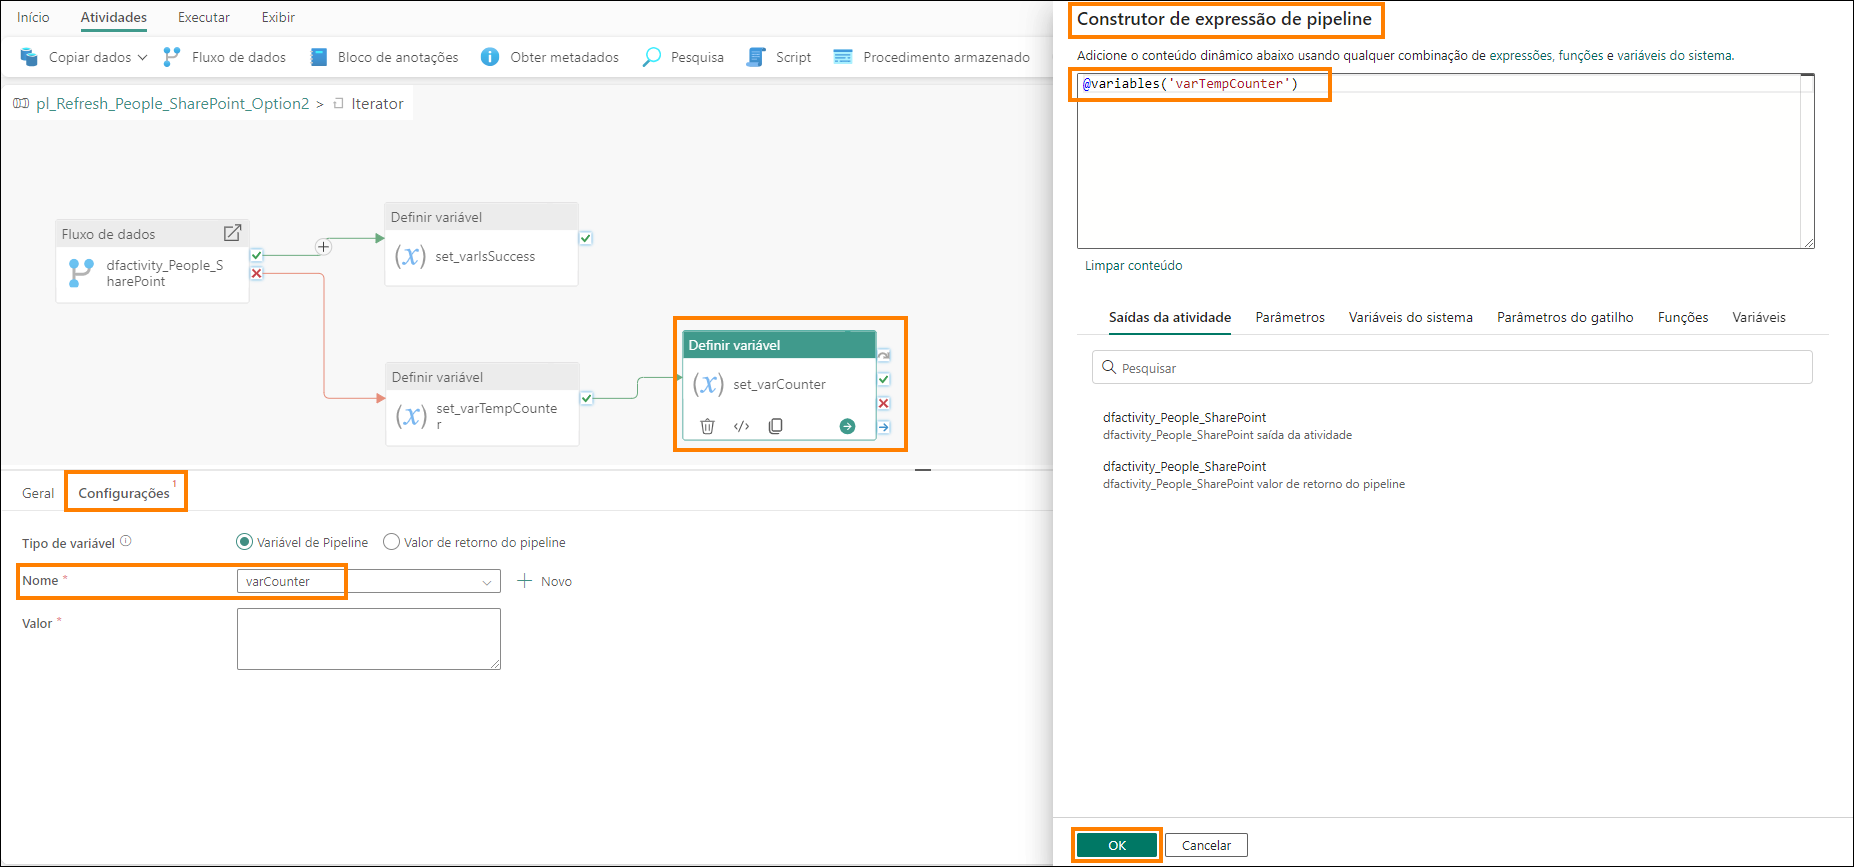 Início Atividades Executar Exibir
Copiar dados Fluxo de dados Bloco de anotações Obter metadados Pesquisa Script Procedimento armazenado
pl_Refresh_People_SharePoint_Option2 > Iterator
Fluxo de dados
dfactivity_People_S
harePoint
Definir variável
(x) set_varIsSuccess
Definir variável
(x) set_varTempCounte
r
Definir variável
(x) set_varCounter
Geral Configurações 1
Tipo de variável Variável de Pipeline Valor de retorno do pipeline
Nome * varCounter Novo
Valor *
Construtor de expressão de pipeline
Adicione o conteúdo dinâmico abaixo usando qualquer combinação de expressões, funções e variáveis do sistema.
@variables('varTempCounter')
Limpar conteúdo
Saídas da atividade Parâmetros Variáveis do sistema Parâmetros do gatilho Funções Variáveis
Pesquisar
dfactivity_People_SharePoint
dfactivity_People_SharePoint saída da atividade
dfactivity_People_SharePoint
dfactivity_People_SharePoint valor de retorno do pipeline
OK Cancelar